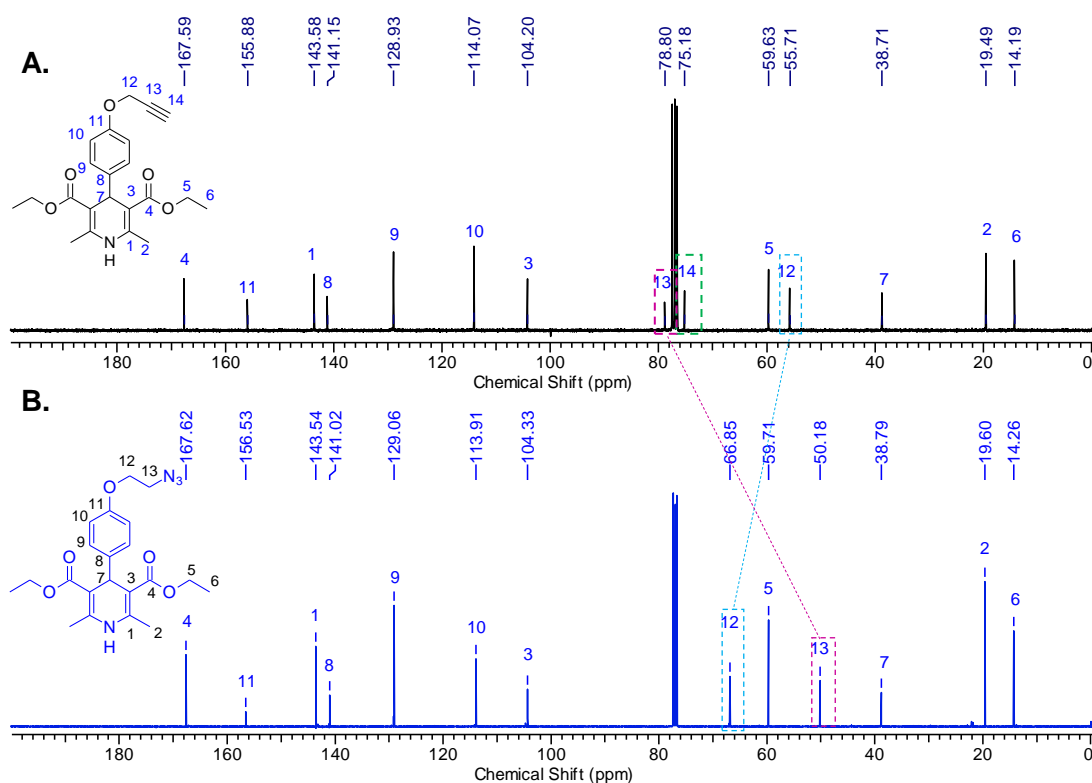 A.
167.59 155.88 143.58 141.15 128.93 114.07 104.20 78.80 75.18 59.63 55.71 38.71 19.49 14.19
12 13 14
O
11
10
9
8
O O
7 3 5
O 4 O 6
N
H
1 2
4 11 1 8 9 10 3 13 14 5 12 7 2 6
180 160 140 120 100 80 60 40 20 0
Chemical Shift (ppm)
B.
167.62 156.53 143.54 141.02 129.06 113.91 104.33 66.85 59.71 50.18 38.79 19.60 14.26
12 13 N3
O
11
10
9
8
O O
7 3 5
O 4 O 6
N
H
1 2
4 11 1 8 9 10 3 12 5 13 7 2 6
180 160 140 120 100 80 60 40 20 0
Chemical Shift (ppm)